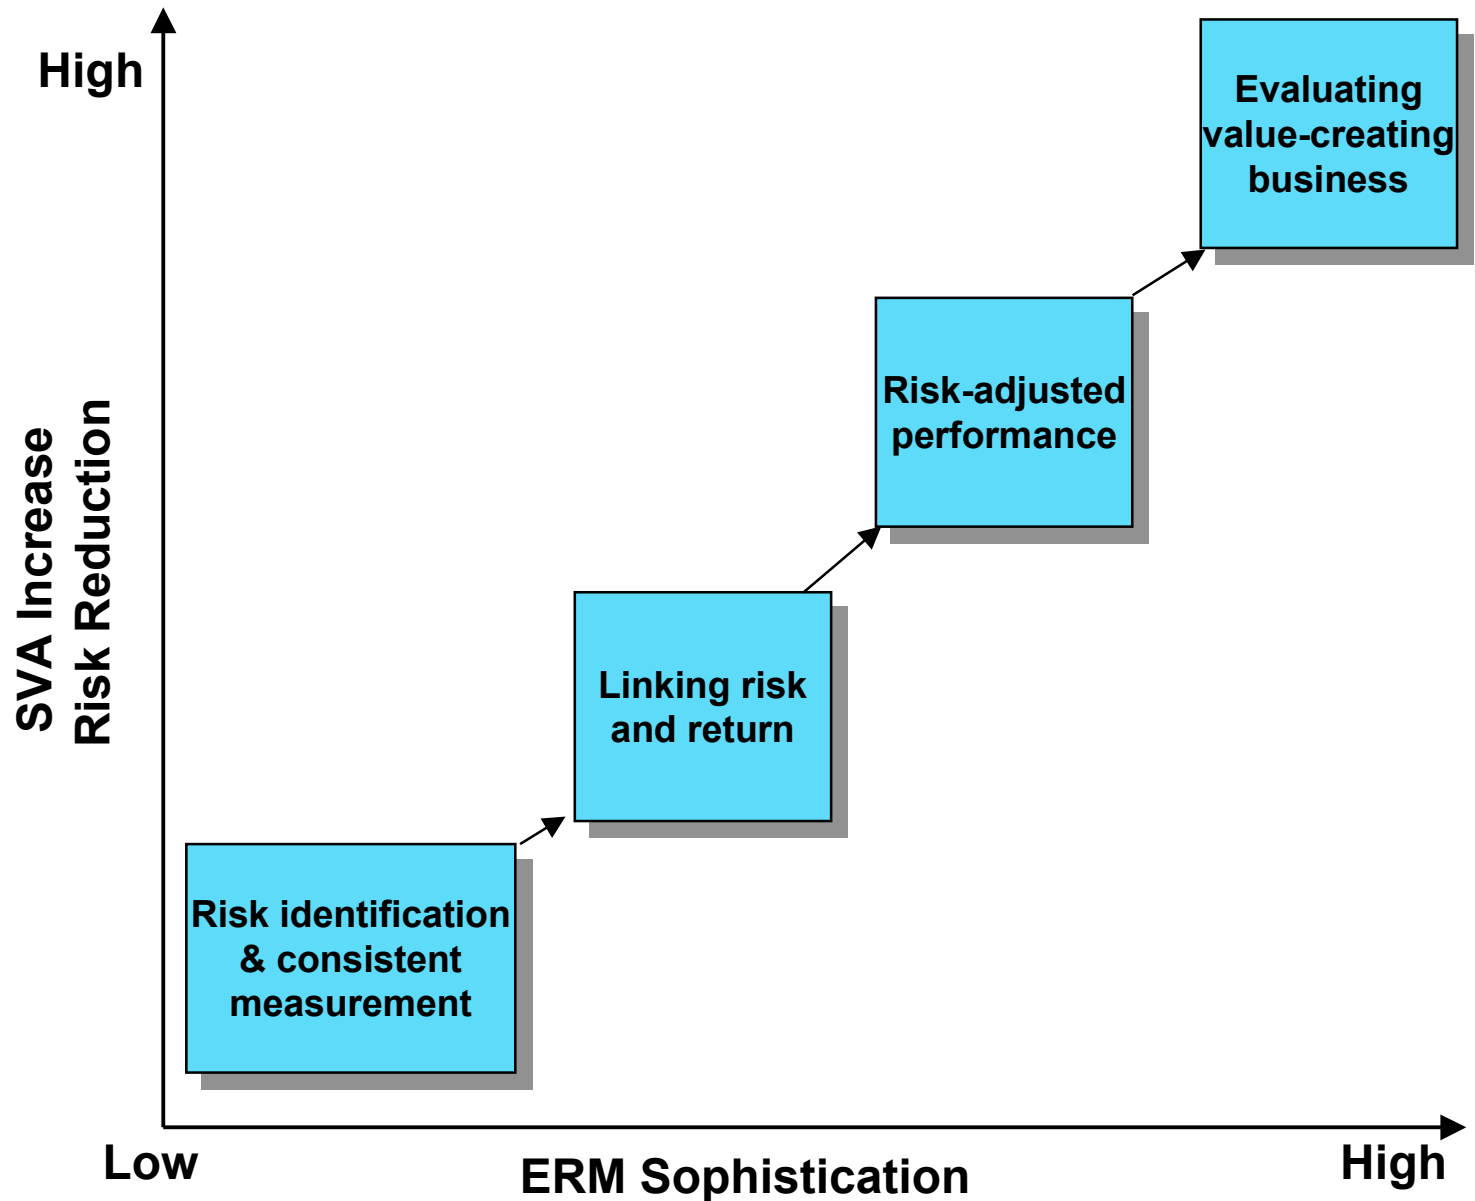 High
Evaluating
value-creating
business
Risk-adjusted
performance
SVA Increase
Risk Reduction
Linking risk
and return
Risk identification
& consistent
measurement
Low
ERM Sophistication
High